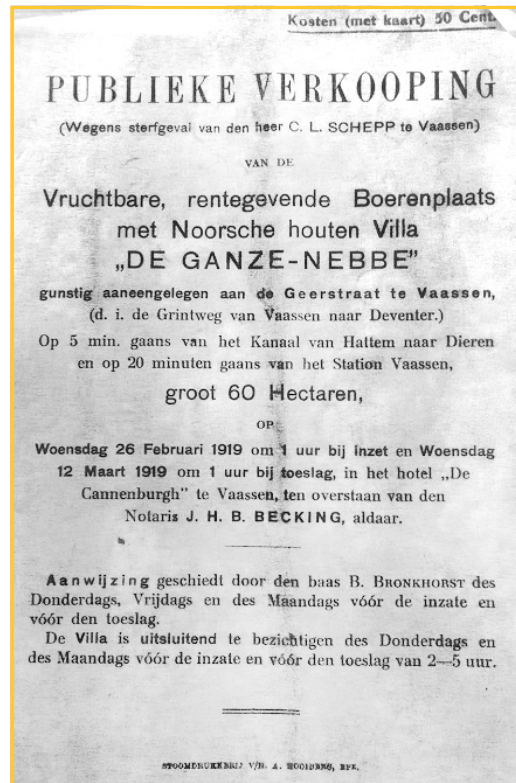 Kosten (met kaart) 50 Cent.
PUBLIEKE VERKOOPING
(Wegens sterfgeval van den heer C. L. SCHEPP te Vaassen)
VAN DE
Vruchtbare, rentegevende Boerenplaats
met Noorsche houten Villa
„DE GANZE-NEBBE”
gunstig aaneengelegen aan de Geerstraat te Vaassen,
(d. i. de Grintweg van Vaassen naar Deventer.)
Op 5 min. gaans van het Kanaal van Hattem naar Dieren
en op 20 minuten gaans van het Station Vaassen,
groot 60 Hectaren,
OP
Woensdag 26 Februari 1919 om 1 uur bij inzet en Woensdag
12 Maart 1919 om 1 uur bij toeslag, in het hotel „De
Cannenburgh” te Vaassen, ten overstaan van den
Notaris J. H. B. BECKING, aldaar.
Aanwijzing geschiedt door den baas B. BRONKHORST des
Donderdags, Vrijdags en des Maandags vóór de inzate en
vóór den toeslag.
De Villa is uitsluitend te bezichtigen des Donderdags en
des Maandags vóór de inzate en vóór den toeslag van 2—5 uur.
STOOMDRUKKERIJ V/H. A. HOOIBERG, EPE.